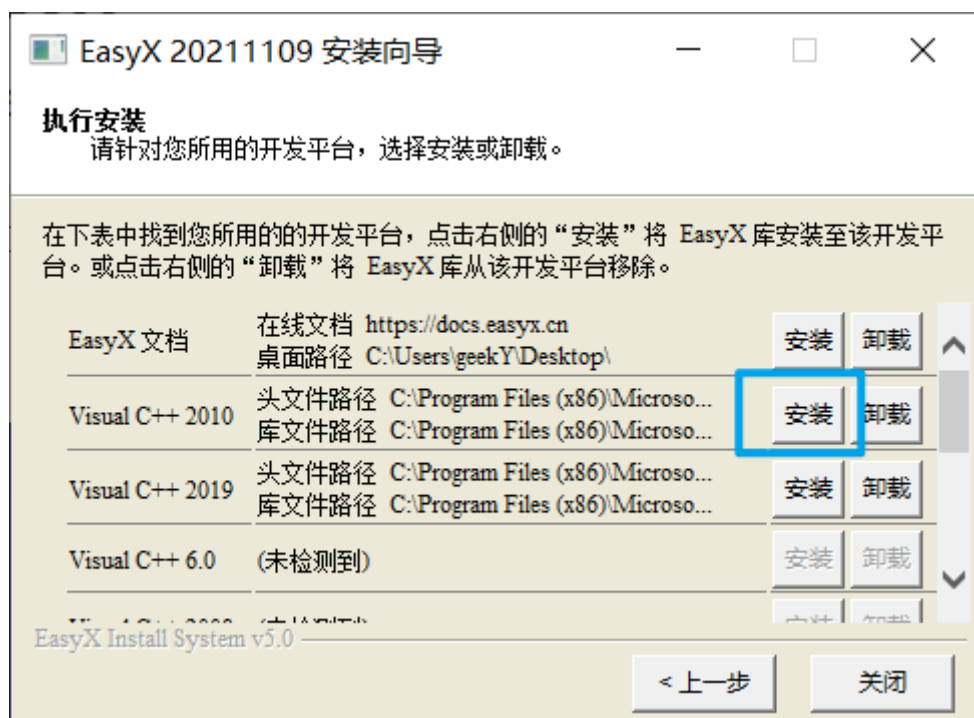 EasyX 20211109 安装向导
执行安装
请针对您所用的开发平台，选择安装或卸载。
在下表中找到您所用的的开发平台，点击右侧的“安装”将 EasyX 库安装至该开发平
台。或点击右侧的“卸载”将 EasyX 库从该开发平台移除。
EasyX 文档
在线文档 https://docs.easyx.cn
桌面路径 C:\Users\geekY\Desktop\
安装 卸载
Visual C++ 2010
头文件路径 C:\Program Files (x86)\Microso...
库文件路径 C:\Program Files (x86)\Microso...
安装 卸载
Visual C++ 2019
头文件路径 C:\Program Files (x86)\Microso...
库文件路径 C:\Program Files (x86)\Microso...
安装 卸载
Visual C++ 6.0 (未检测到) 安装 卸载
EasyX Install System v5.0
<上一步 关闭